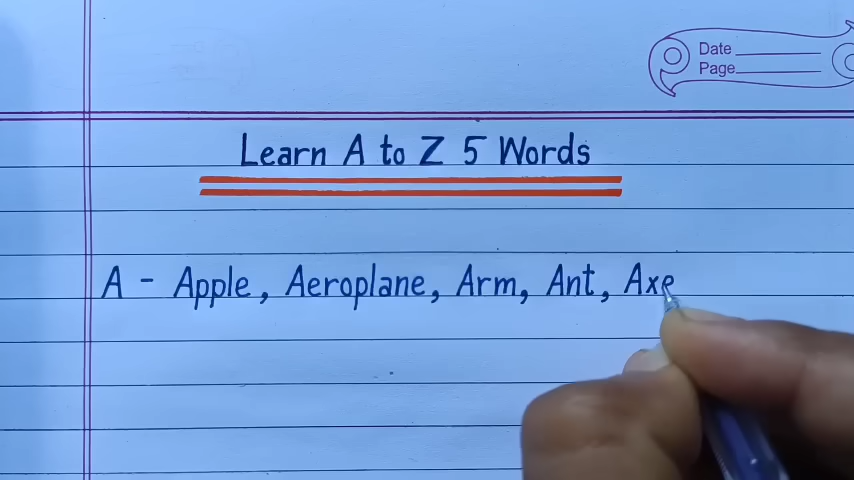 Date
Page
Learn A to Z 5 Words
A - Apple, Aeroplane, Arm, Ant, Axe